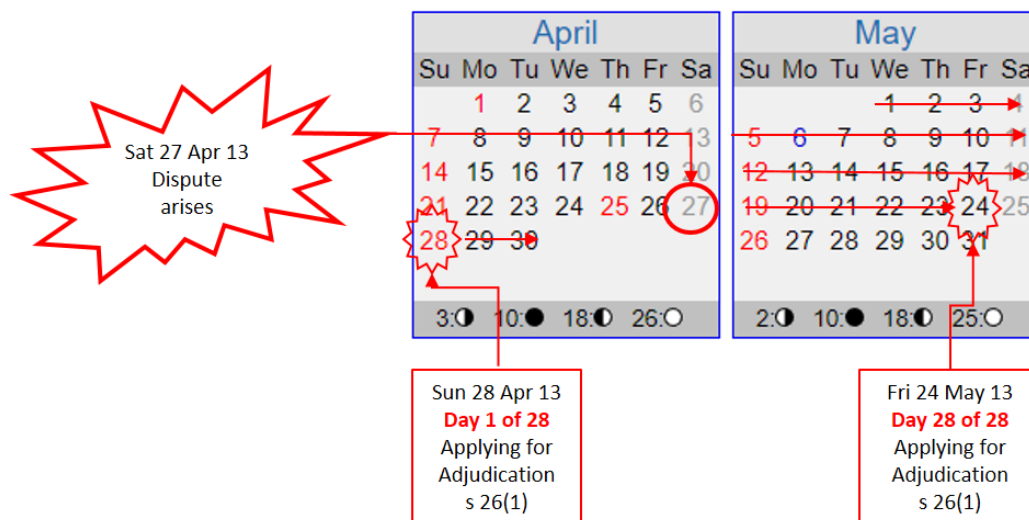 April
Su Mo Tu We Th Fr Sa
1 2 3 4 5 6
7 8 9 10 11 12 13
14 15 16 17 18 19 20
21 22 23 24 25 26 27
28 29 30
3: 10: 18: 26:
May
Su Mo Tu We Th Fr Sa
1 2 3 4
5 6 7 8 9 10 11
12 13 14 15 16 17 18
19 20 21 22 23 24 25
26 27 28 29 30 31
2: 10: 18: 25:
Sat 27 Apr 13
Dispute
arises
Sun 28 Apr 13
Day 1 of 28
Applying for
Adjudication
s 26(1)
Fri 24 May 13
Day 28 of 28
Applying for
Adjudication
s 26(1)